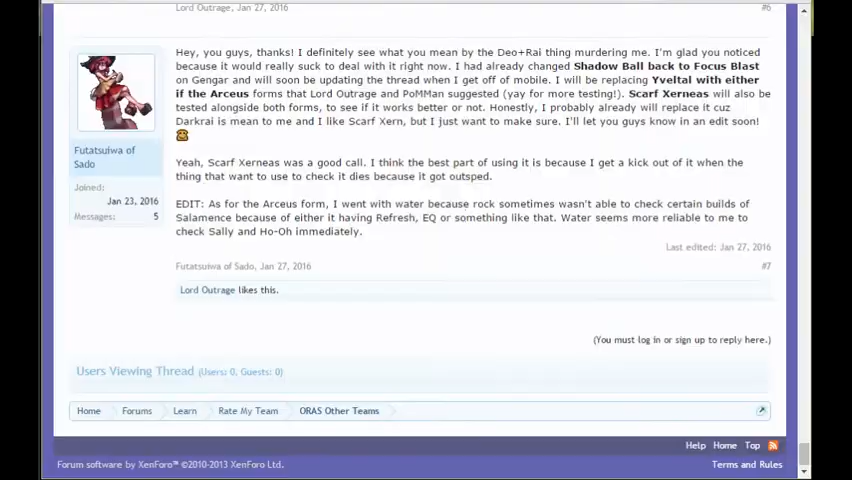 Lord Outrage, Jan 27, 2016 #6
Hey, you guys, thanks! I definitely see what you mean by the Deo+Rai thing murdering me. I'm glad you noticed
because it would really suck to deal with it right now. I had already changed Shadow Ball back to Focus Blast
on Gengar and will soon be updating the thread when I get off of mobile. I will be replacing Yveltal with either
if the Arceus forms that Lord Outrage and PoMMan suggested (yay for more testing!). Scarf Xerneas will also be
tested alongside both forms, to see if it works better or not. Honestly, I probably already will replace it cuz
Darkrai is mean to me and I like Scarf Xern, but I just want to make sure. I'll let you guys know in an edit soon!
Futatsuiwa of
Sado
Joined:
Jan 23, 2016
Messages: 5
Yeah, Scarf Xerneas was a good call. I think the best part of using it is because I get a kick out of it when the
thing that want to use to check it dies because it got outsped.
EDIT: As for the Arceus form, I went with water because rock sometimes wasn't able to check certain builds of
Salamence because of either it having Refresh, EQ or something like that. Water seems more reliable to me to
check Sally and Ho-Oh immediately.
Last edited: Jan 27, 2016
Futatsuiwa of Sado, Jan 27, 2016 #7
Lord Outrage likes this.
(You must log in or sign up to reply here.)
Users Viewing Thread (Users: 0, Guests: 0)
Home Forums Learn Rate My Team ORAS Other Teams
Help Home Top
Forum software by XenForo™ ©2010-2013 XenForo Ltd. Terms and Rules